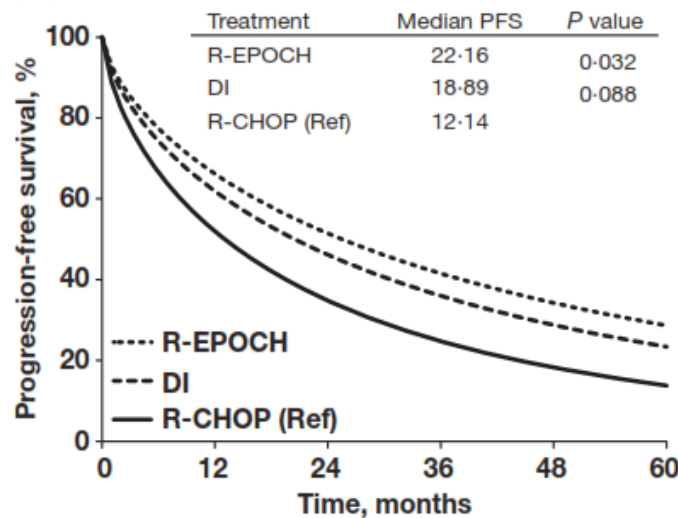 Treatment Median PFS P value
R-EPOCH 22·16 0·032
DI 18·89 0·088
R-CHOP (Ref) 12·14
Progression-free survival, %
100
80
60
40
20
0
R-EPOCH
DI
R-CHOP (Ref)
0 12 24 36 48 60
Time, months